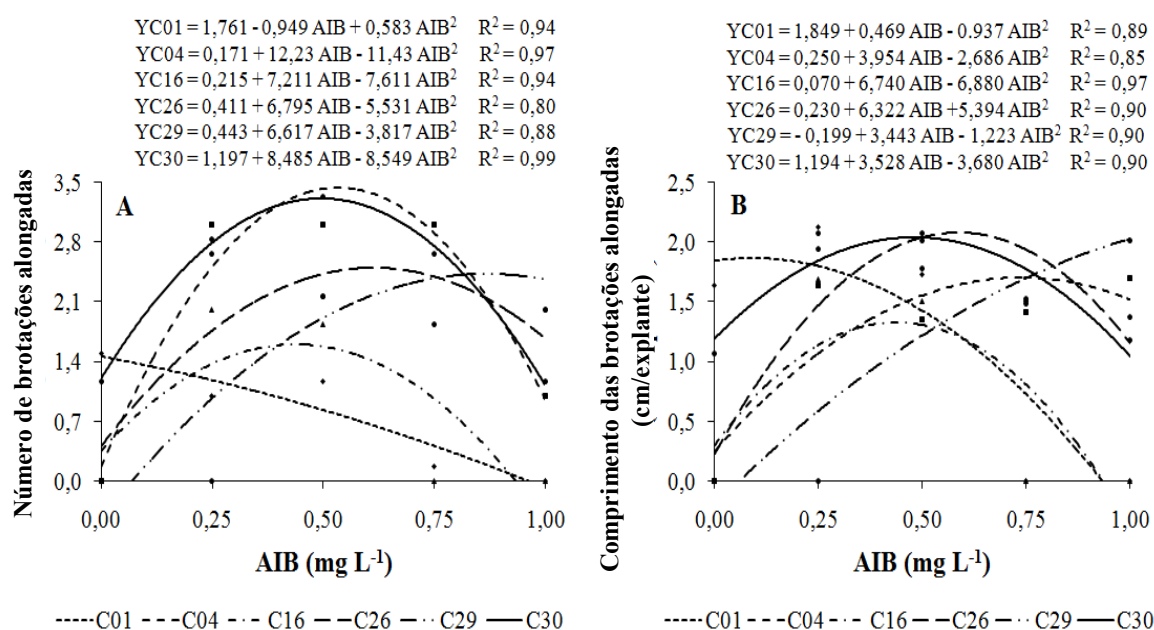 YC01 = 1,761 - 0,949 AIB + 0,583 AIB² R² = 0,94
YC04 = 0,171 + 12,23 AIB - 11,43 AIB² R² = 0,97
YC16 = 0,215 + 7,211 AIB - 7,611 AIB² R² = 0,94
YC26 = 0,411 + 6,795 AIB - 5,531 AIB² R² = 0,80
YC29 = 0,443 + 6,617 AIB - 3,817 AIB² R² = 0,88
YC30 = 1,197 + 8,485 AIB - 8,549 AIB² R² = 0,99
A
Número de brotações alongadas
3,5
2,8
2,1
1,4
0,7
0,0
0,00 0,25 0,50 0,75 1,00
AIB (mg L⁻¹)
C01 C04 C16 C26 C29 C30
YC01 = 1,849 + 0,469 AIB - 0.937 AIB² R² = 0,89
YC04 = 0,250 + 3,954 AIB - 2,686 AIB² R² = 0,85
YC16 = 0,070 + 6,740 AIB - 6,880 AIB² R² = 0,97
YC26 = 0,230 + 6,322 AIB + 5,394 AIB² R² = 0,90
YC29 = - 0,199 + 3,443 AIB - 1,223 AIB² R² = 0,90
YC30 = 1,194 + 3,528 AIB - 3,680 AIB² R² = 0,90
B
Comprimento das brotações alongadas
(cm/explante)
2,5
2,0
1,5
1,0
0,5
0,0
0,00 0,25 0,50 0,75 1,00
AIB (mg L⁻¹)
C01 C04 C16 C26 C29 C30